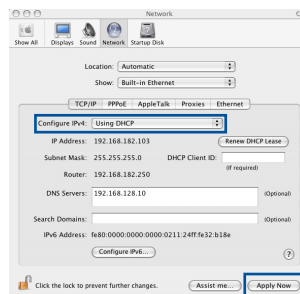 Network
Show All Displays Sound Network Startup Disk
Location: Automatic
Show: Built-in Ethernet
TCP/IP PPPoE AppleTalk Proxies Ethernet
Configure IPv4: Using DHCP
IP Address: 192.168.182.103 Renew DHCP Lease
Subnet Mask: 255.255.255.0 DHCP Client ID:
(If required)
Router: 192.168.182.250
DNS Servers: 192.168.128.10 (Optional)
Search Domains: (Optional)
IPv6 Address: fe80:0000:0000:0000:0211:24ff:fe32:b18e
Configure IPv6... ?
Click the lock to prevent further changes. Assist me... Apply Now